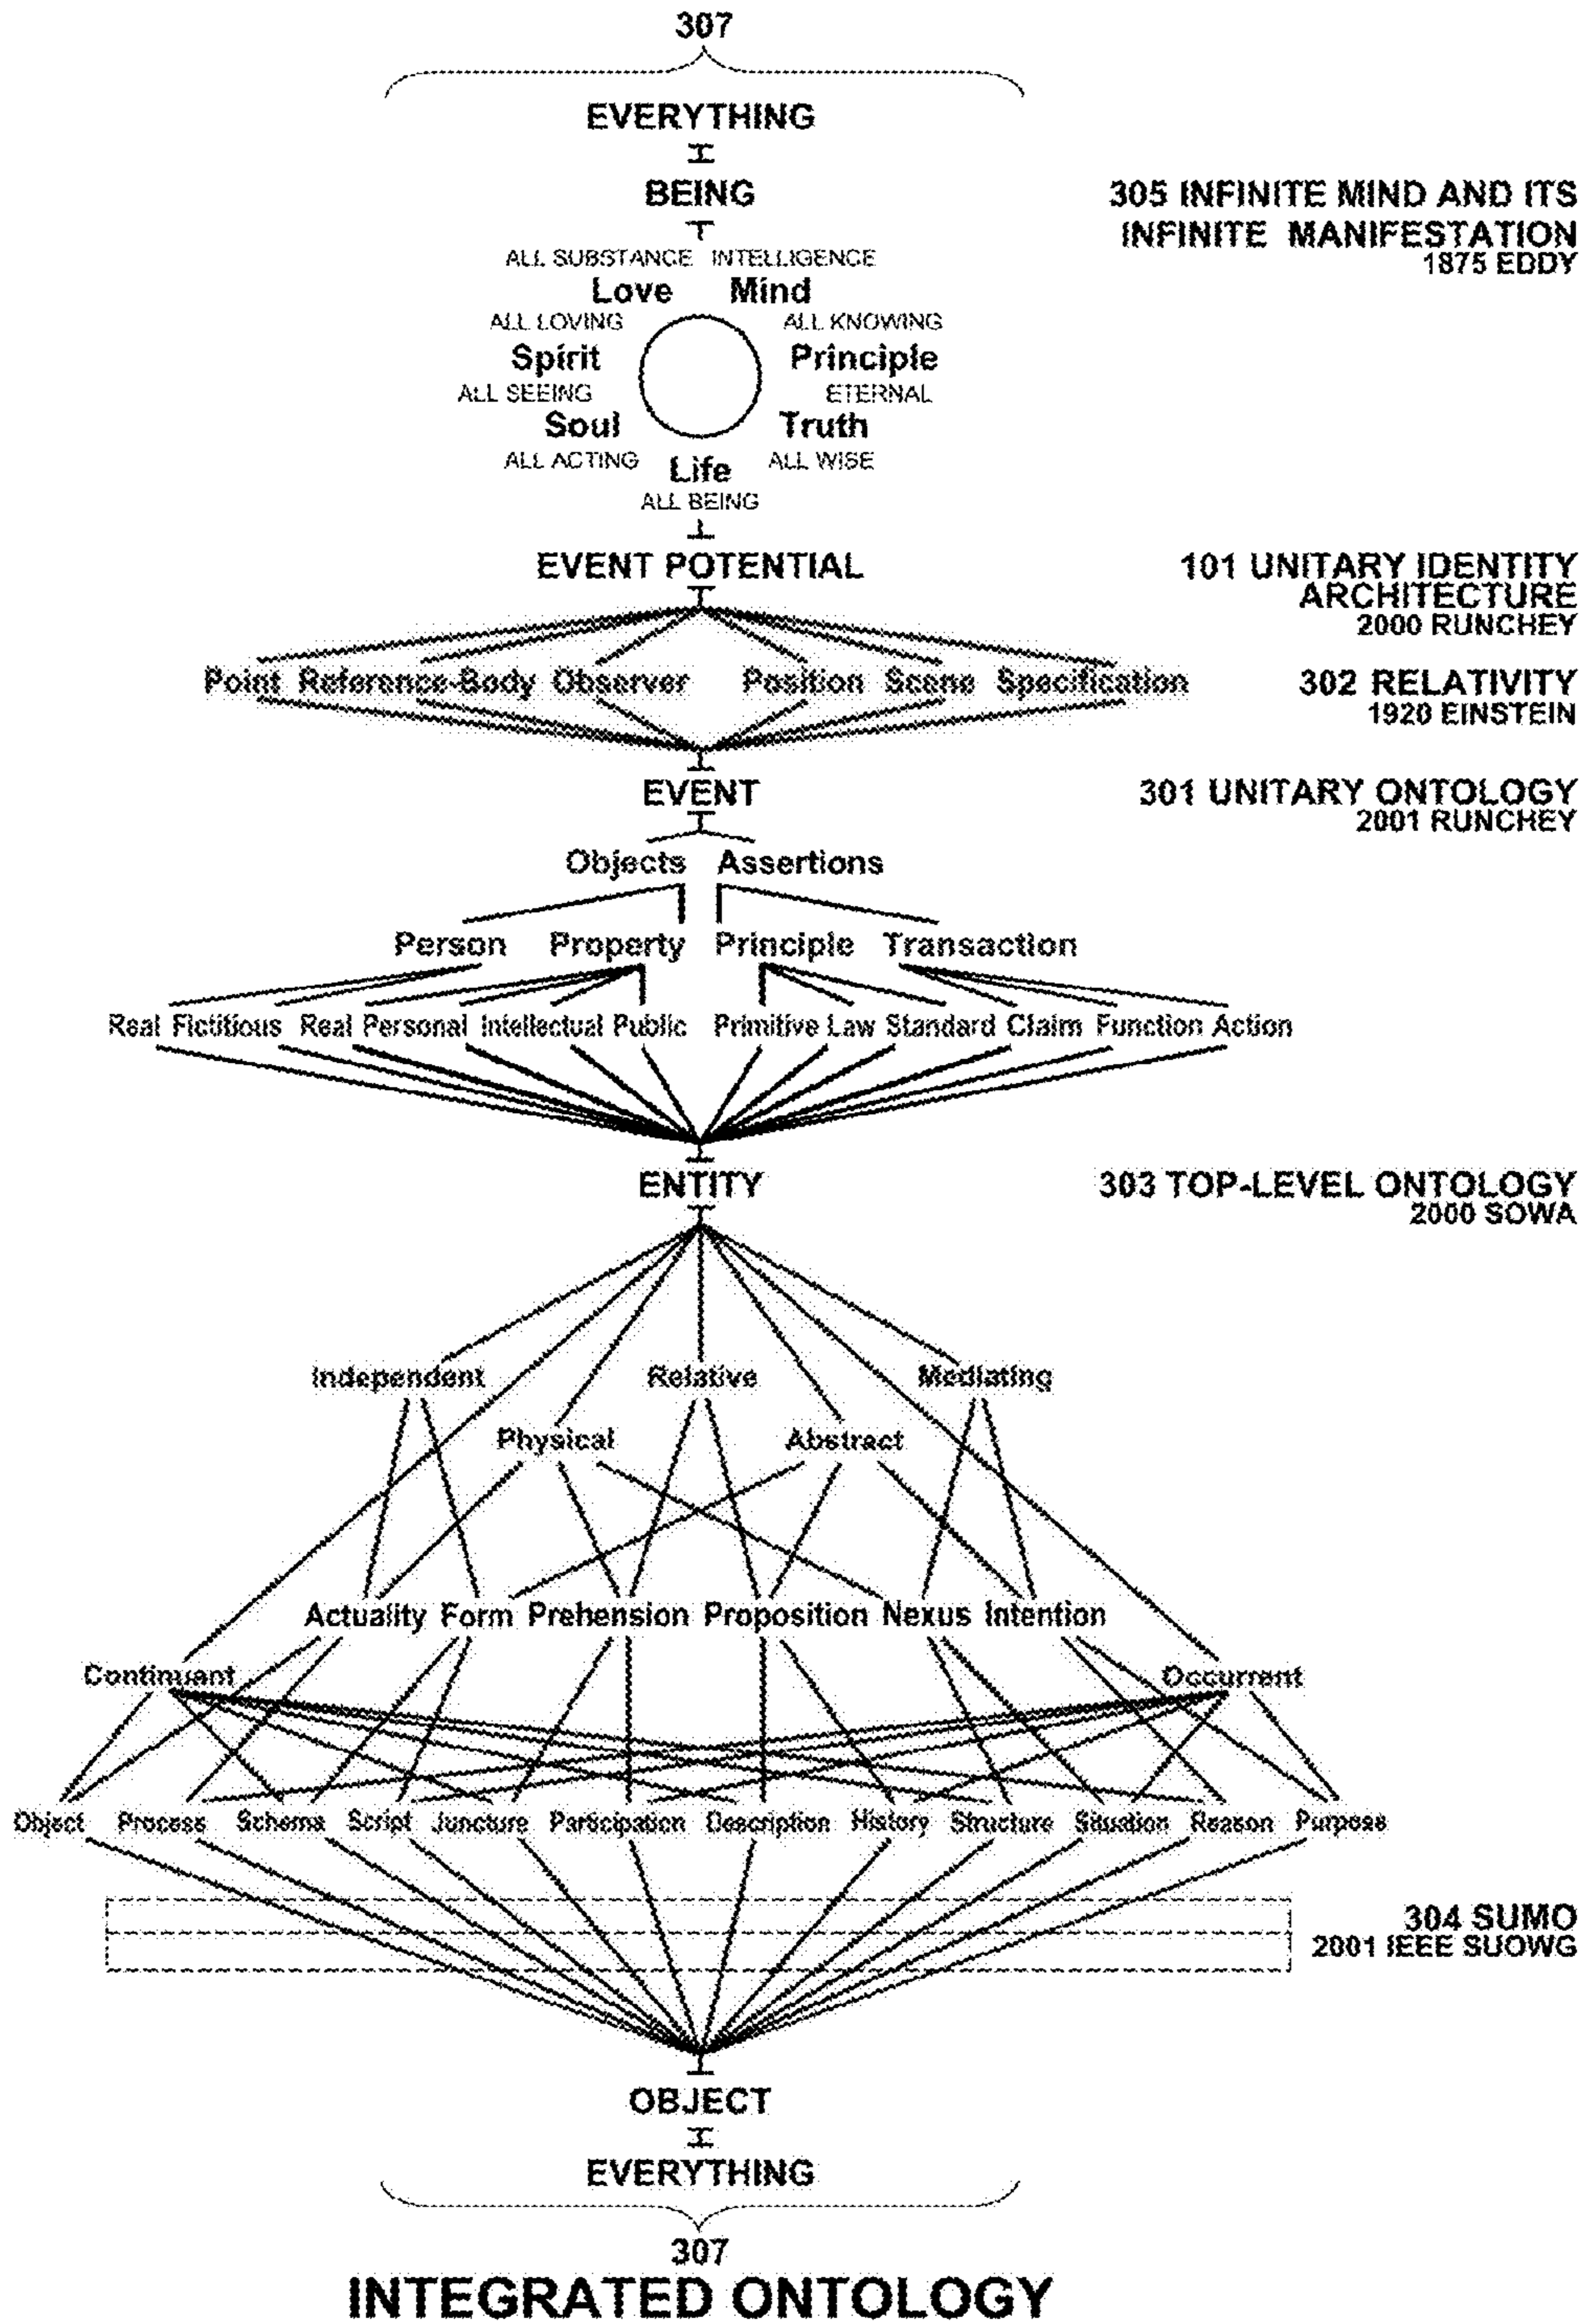 307
EVERYTHING
BEING
305 INFINITE MIND AND ITS
INFINITE MANIFESTATION
1875 EDDY
ALL SUBSTANCE INTELLIGENCE
Love Mind
ALL LOVING ALL KNOWING
Spirit Principle
ALL SEEING ETERNAL
Soul Truth
ALL ACTING Life ALL WISE
ALL BEING
EVENT POTENTIAL
101 UNITARY IDENTITY
ARCHITECTURE
2000 RUNCHEY
Point Reference-Body Observer Position Scene Specification
302 RELATIVITY
1920 EINSTEIN
EVENT
301 UNITARY ONTOLOGY
2001 RUNCHEY
Objects Assertions
Person Property Principle Transaction
Real Fictitious Real Personal Intellectual Public Primitive Law Standard Claim Function Action
ENTITY
303 TOP-LEVEL ONTOLOGY
2000 SOWA
Independent Relative Mediating
Physical Abstract
Actuality Form Prehension Proposition Nexus Intention
Continuant Occurrent
Object Process Schema Script Juncture Participation Description History Structure Situation Reason Purpose
304 SUMO
2001 IEEE SUOWG
OBJECT
EVERYTHING
307
INTEGRATED ONTOLOGY